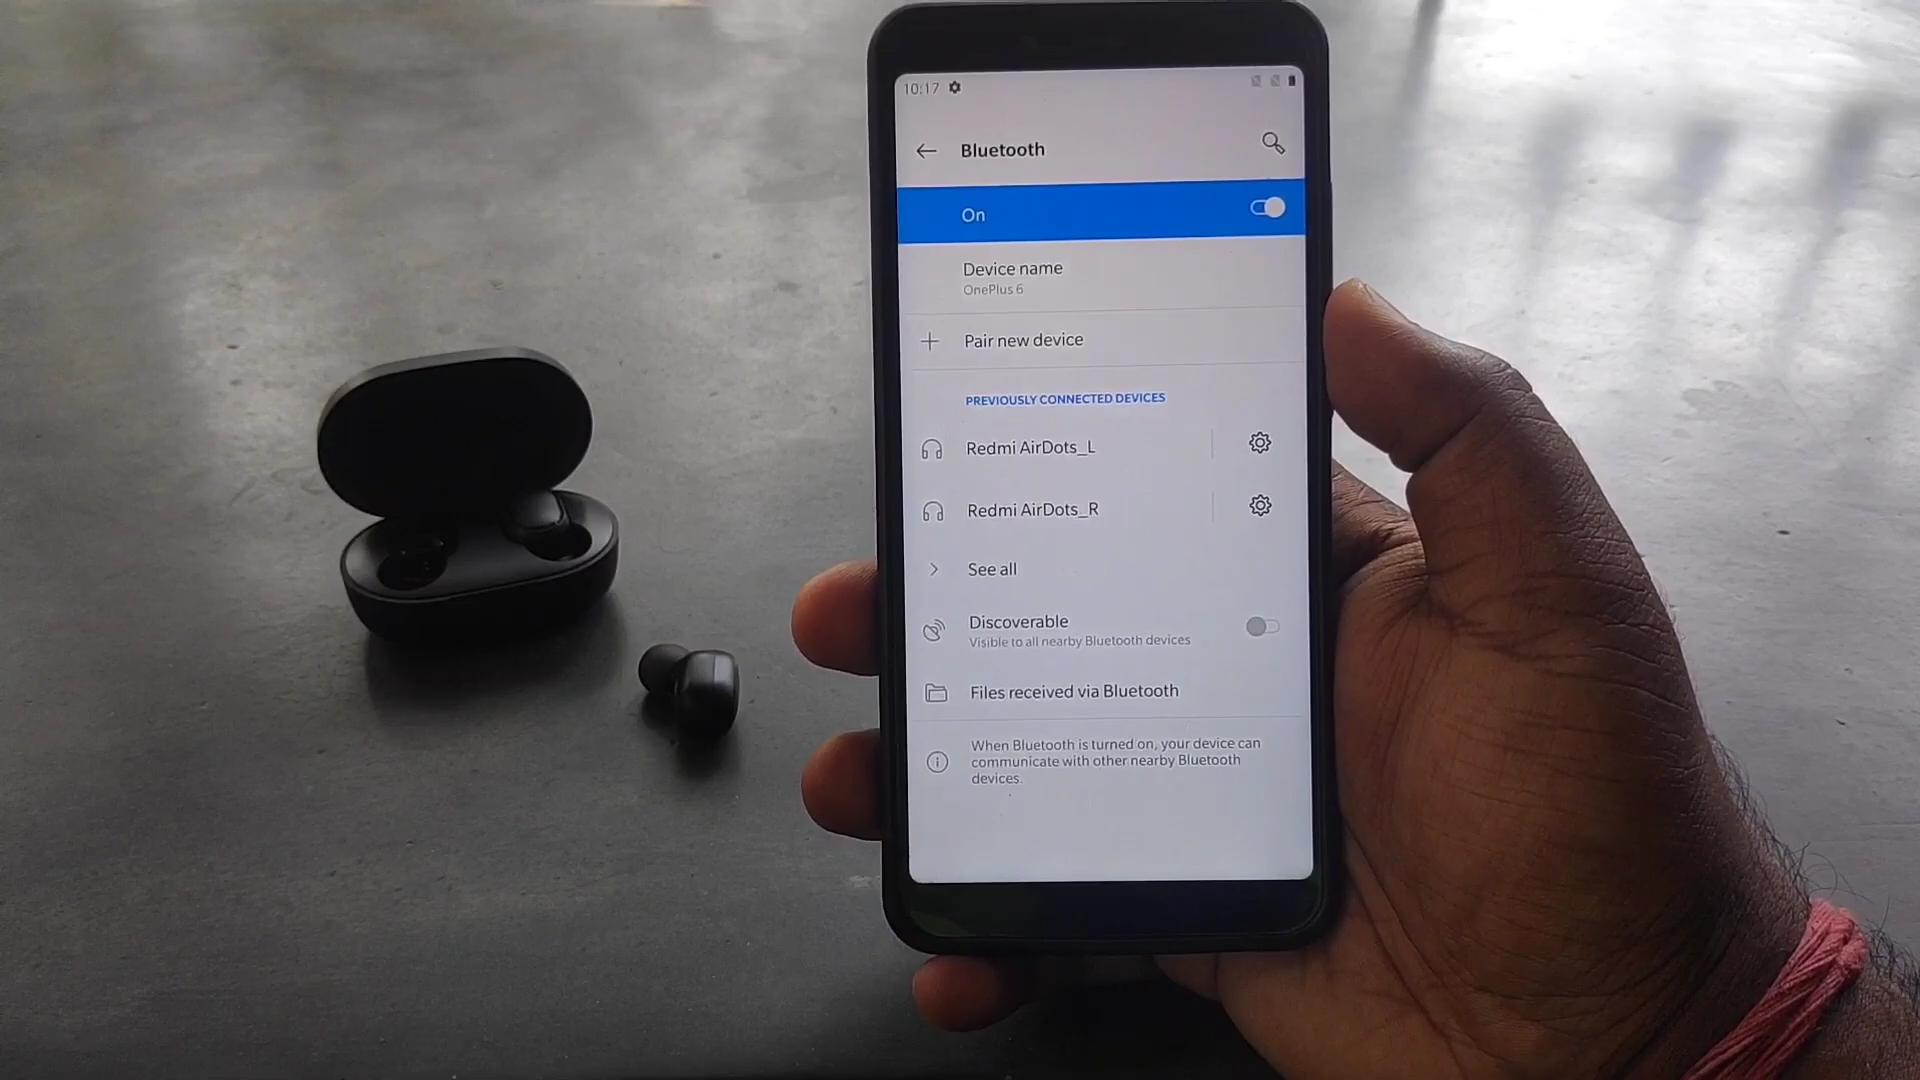 10:17
Bluetooth
On
Device name
OnePlus 6
Pair new device
PREVIOUSLY CONNECTED DEVICES
Redmi AirDots_L
Redmi AirDots_R
See all
Discoverable
Visible to all nearby Bluetooth devices
Files received via Bluetooth
When Bluetooth is turned on, your device can
communicate with other nearby Bluetooth
devices.